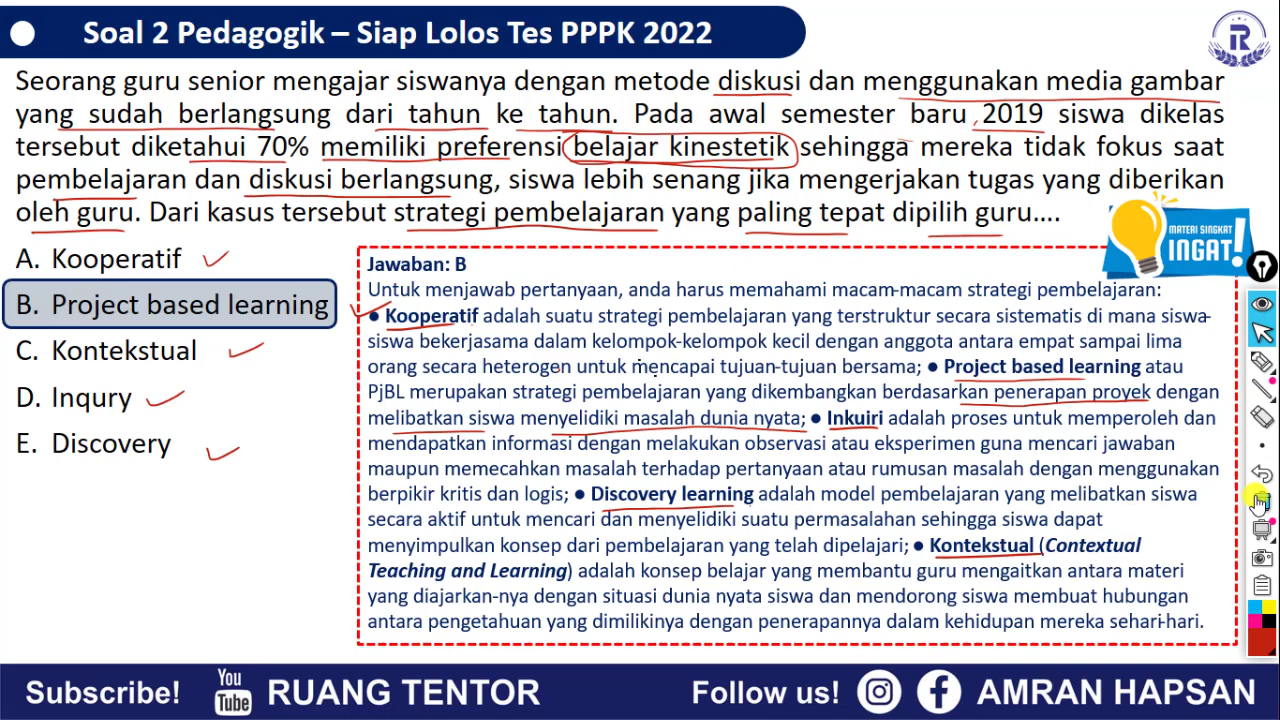 Soal 2 Pedagogik – Siap Lolos Tes PPPK 2022
Seorang guru senior mengajar siswanya dengan metode diskusi dan menggunakan media gambar
yang sudah berlangsung dari tahun ke tahun. Pada awal semester baru 2019 siswa dikelas
tersebut diketahui 70% memiliki preferensi belajar kinestetik sehingga mereka tidak fokus saat
pembelajaran dan diskusi berlangsung, siswa lebih senang jika mengerjakan tugas yang diberikan
oleh guru. Dari kasus tersebut strategi pembelajaran yang paling tepat dipilih guru....
MATERI SINGKAT
INGAT!
A. Kooperatif
B. Project based learning
C. Kontekstual
D. Inqury
E. Discovery
Jawaban: B
Untuk menjawab pertanyaan, anda harus memahami macam-macam strategi pembelajaran:
● Kooperatif adalah suatu strategi pembelajaran yang terstruktur secara sistematis di mana siswa-
siswa bekerjasama dalam kelompok-kelompok kecil dengan anggota antara empat sampai lima
orang secara heterogen untuk mencapai tujuan-tujuan bersama; ● Project based learning atau
PjBL merupakan strategi pembelajaran yang dikembangkan berdasarkan penerapan proyek dengan
melibatkan siswa menyelidiki masalah dunia nyata; ● Inkuiri adalah proses untuk memperoleh dan
mendapatkan informasi dengan melakukan observasi atau eksperimen guna mencari jawaban
maupun memecahkan masalah terhadap pertanyaan atau rumusan masalah dengan menggunakan
berpikir kritis dan logis; ● Discovery learning adalah model pembelajaran yang melibatkan siswa
secara aktif untuk mencari dan menyelidiki suatu permasalahan sehingga siswa dapat
menyimpulkan konsep dari pembelajaran yang telah dipelajari; ● Kontekstual (Contextual
Teaching and Learning) adalah konsep belajar yang membantu guru mengaitkan antara materi
yang diajarkan-nya dengan situasi dunia nyata siswa dan mendorong siswa membuat hubungan
antara pengetahuan yang dimilikinya dengan penerapannya dalam kehidupan mereka sehari-hari.
Subscribe! You Tube RUANG TENTOR Follow us! AMRAN HAPSAN